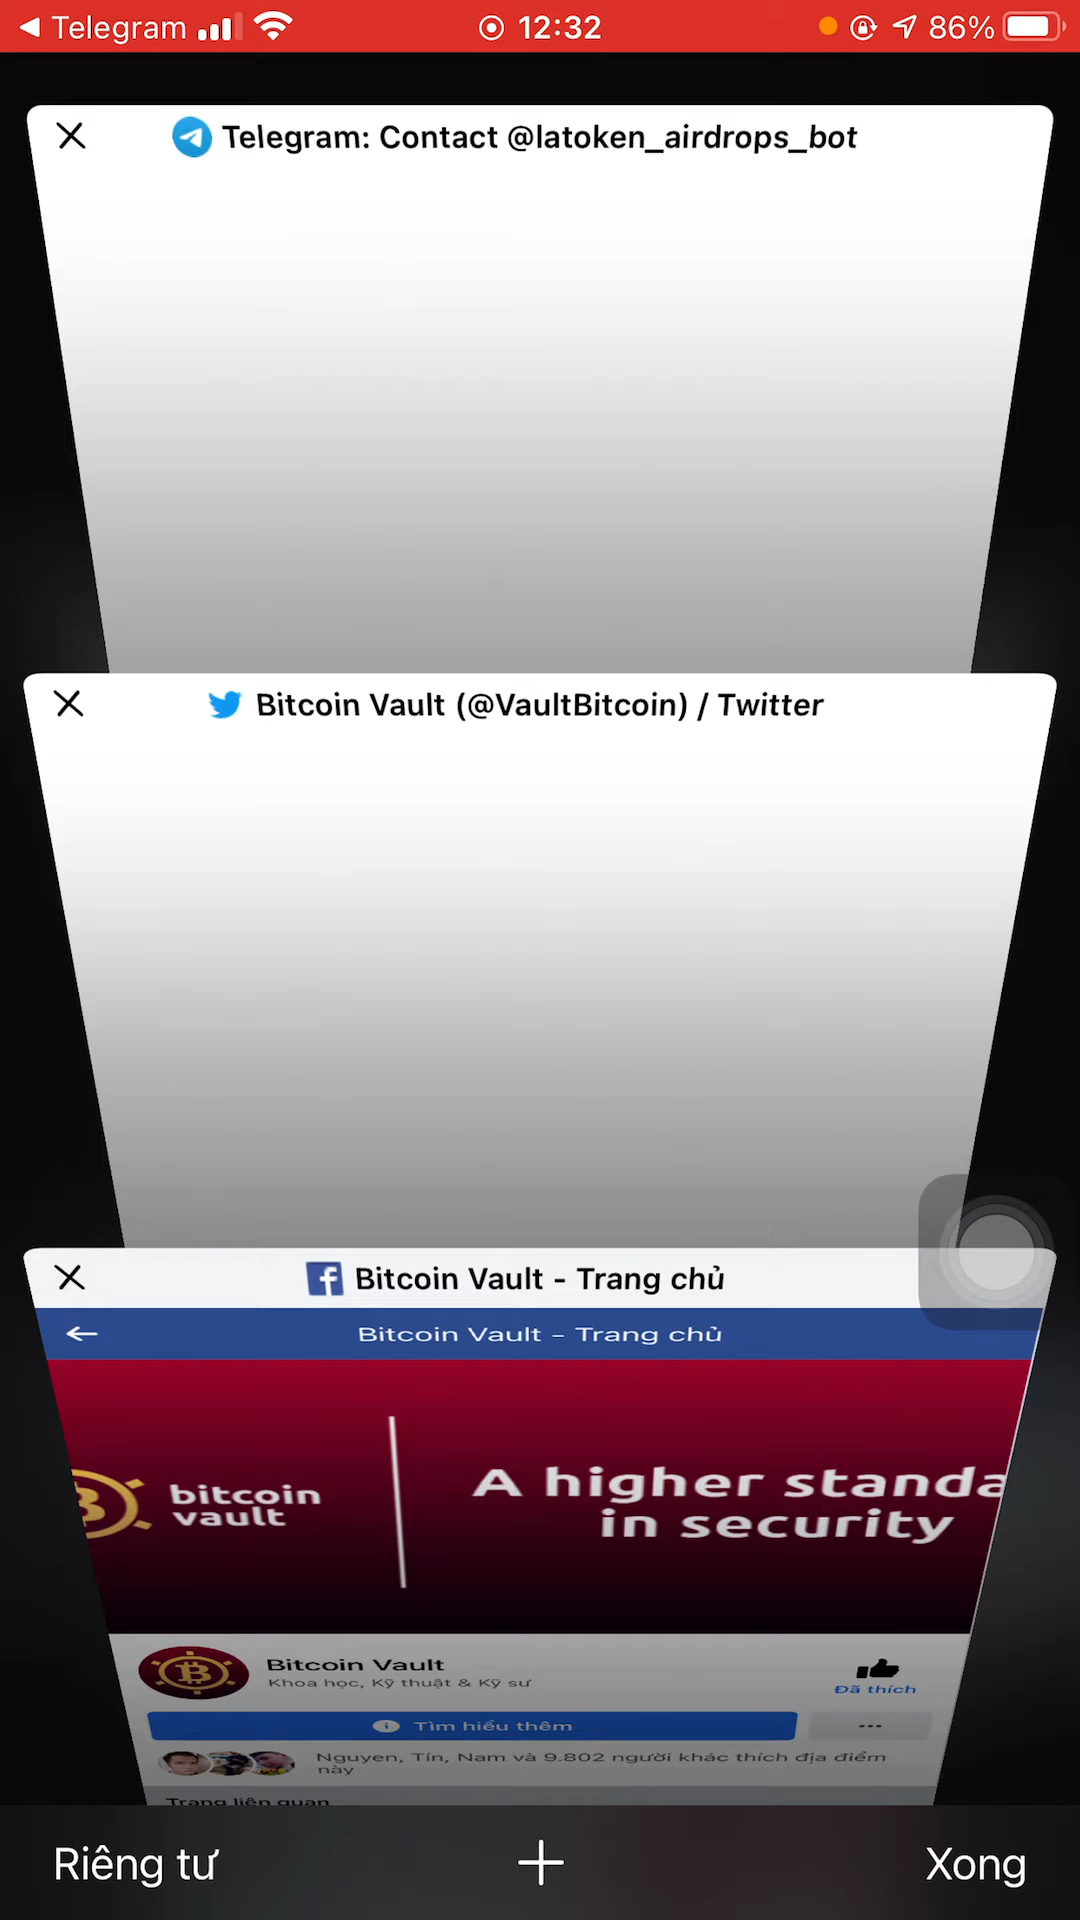 Telegram 12:32 86%
Telegram: Contact @latoken_airdrops_bot
Bitcoin Vault (@VaultBitcoin) / Twitter
Bitcoin Vault - Trang chủ
Bitcoin Vault - Trang chủ
bitcoin
vault
A higher standa
in security
Bitcoin Vault
Khoa học, Kỹ thuật & Kỹ sư
Đã thích
Tìm hiểu thêm
Nguyen, Tín, Nam và 9.802 người khác thích địa điểm
này
Trang liên quan
Riêng tư
Xong